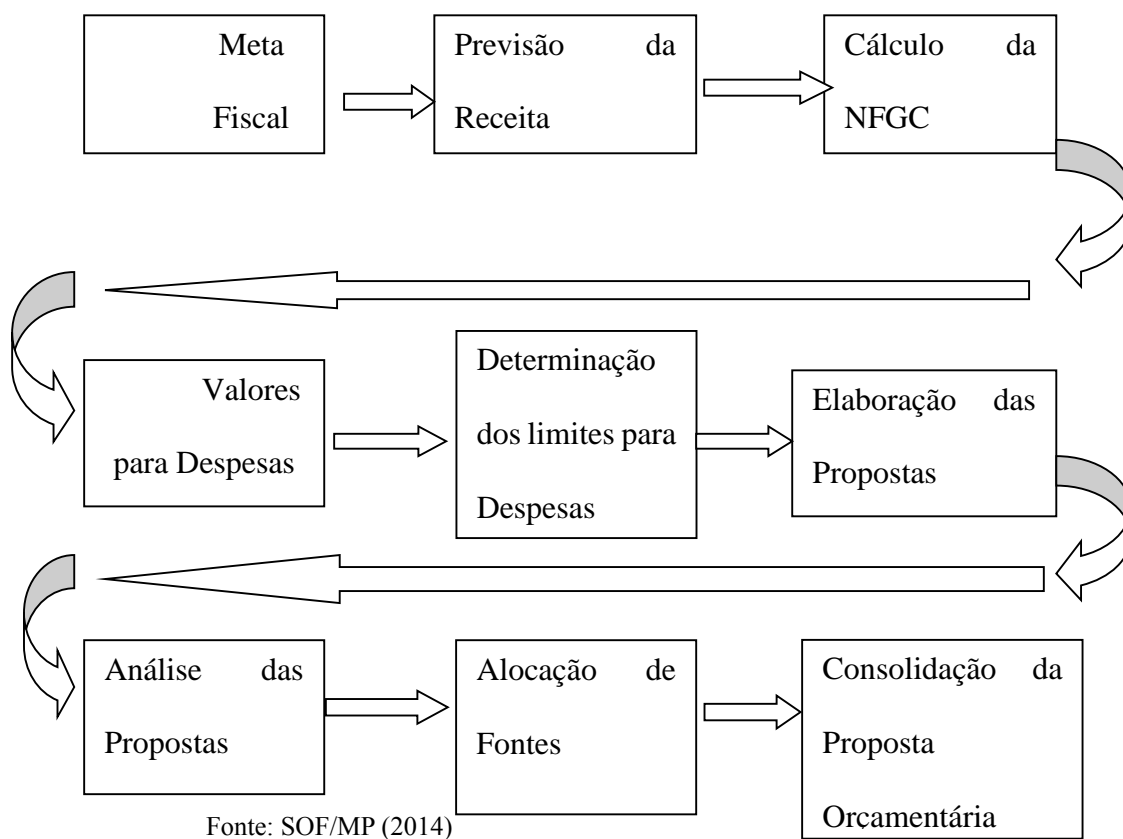 Meta
Fiscal
Previsão da
Receita
Cálculo da
NFGC
Valores
para Despesas
Determinação
dos limites para
Despesas
Elaboração das
Propostas
Análise das
Propostas
Alocação de
Fontes
Consolidação da
Proposta
Orçamentária
Fonte: SOF/MP (2014)